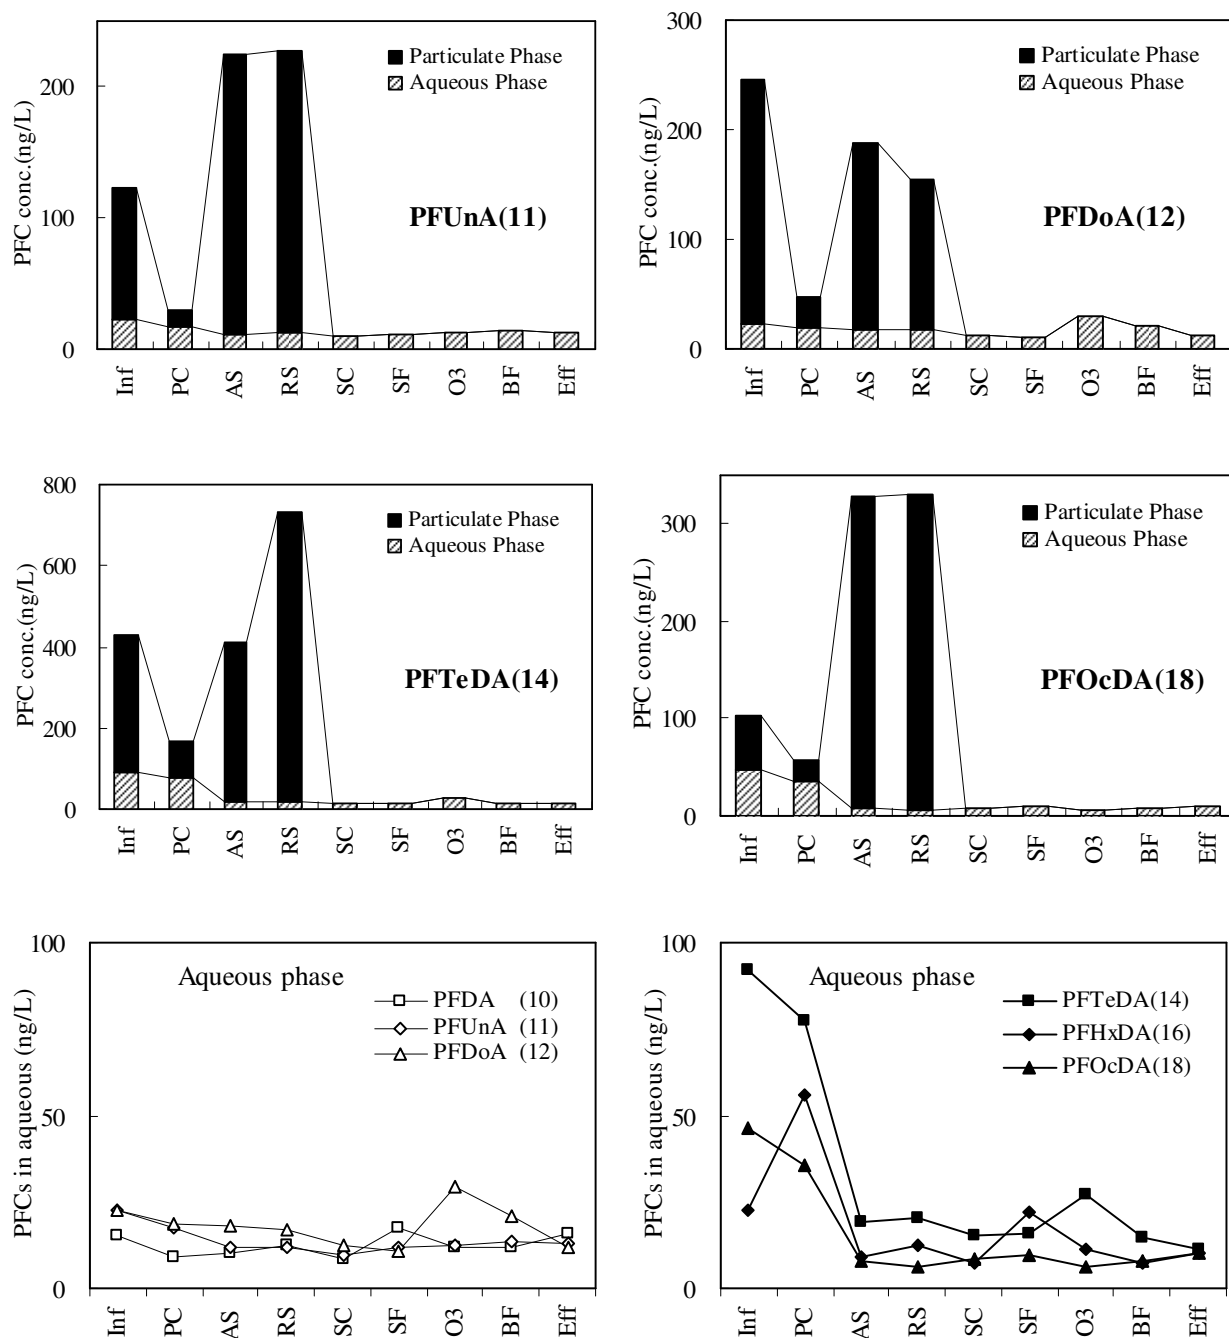 PFC conc.(ng/L)
200
100
0
Particulate Phase
Aqueous Phase
PFUnA(11)
Inf PC AS RS SC SF O3 BF Eff
PFC conc.(ng/L)
300
200
100
0
Particulate Phase
Aqueous Phase
PFDoA(12)
Inf PC AS RS SC SF O3 BF Eff
PFC conc.(ng/L)
800
600
400
200
0
Particulate Phase
Aqueous Phase
PFTeDA(14)
Inf PC AS RS SC SF O3 BF Eff
PFC conc.(ng/L)
300
200
100
0
Particulate Phase
Aqueous Phase
PFOcDA(18)
Inf PC AS RS SC SF O3 BF Eff
PFCs in aqueous (ng/L)
100
50
0
Aqueous phase
PFDA (10)
PFUnA (11)
PFDoA (12)
Inf PC AS RS SC SF O3 BF Eff
PFCs in aqueous (ng/L)
100
50
0
Aqueous phase
PFTeDA(14)
PFHxDA(16)
PFOcDA(18)
Inf PC AS RS SC SF O3 BF Eff